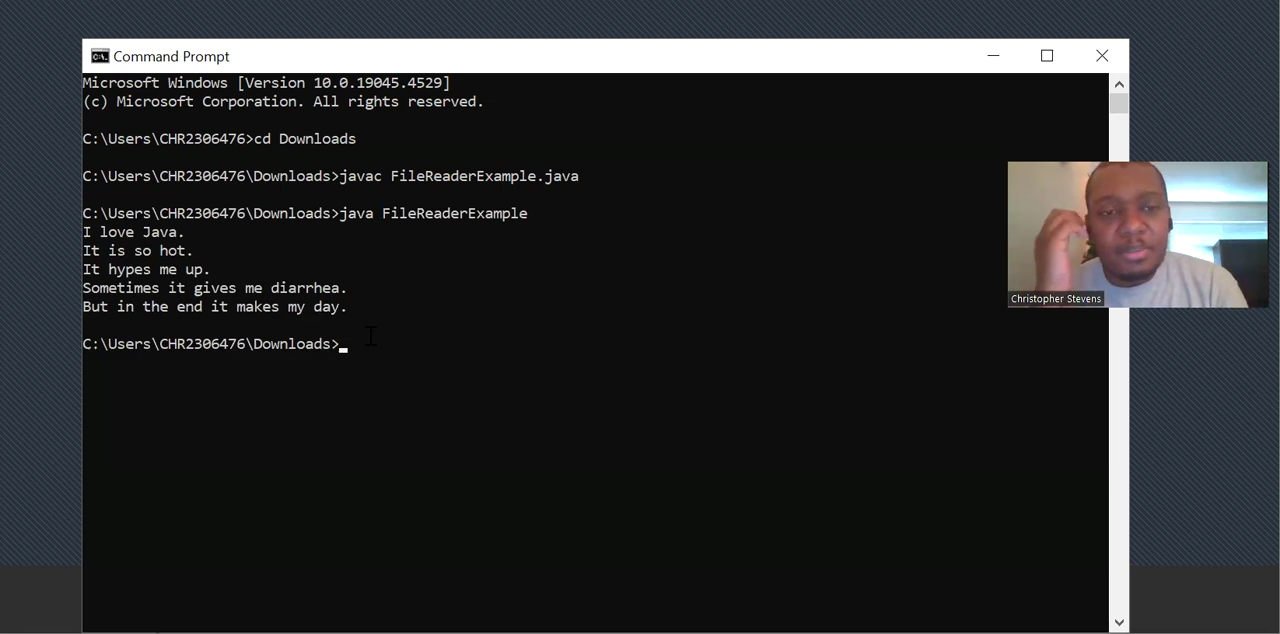 Command Prompt
Microsoft Windows [Version 10.0.19045.4529]
(c) Microsoft Corporation. All rights reserved.
C:\Users\CHR2306476>cd Downloads
C:\Users\CHR2306476\Downloads>javac FileReaderExample.java
C:\Users\CHR2306476\Downloads>java FileReaderExample
I love Java.
It is so hot.
It hypes me up.
Sometimes it gives me diarrhea.
But in the end it makes my day.
C:\Users\CHR2306476\Downloads>
Christopher Stevens